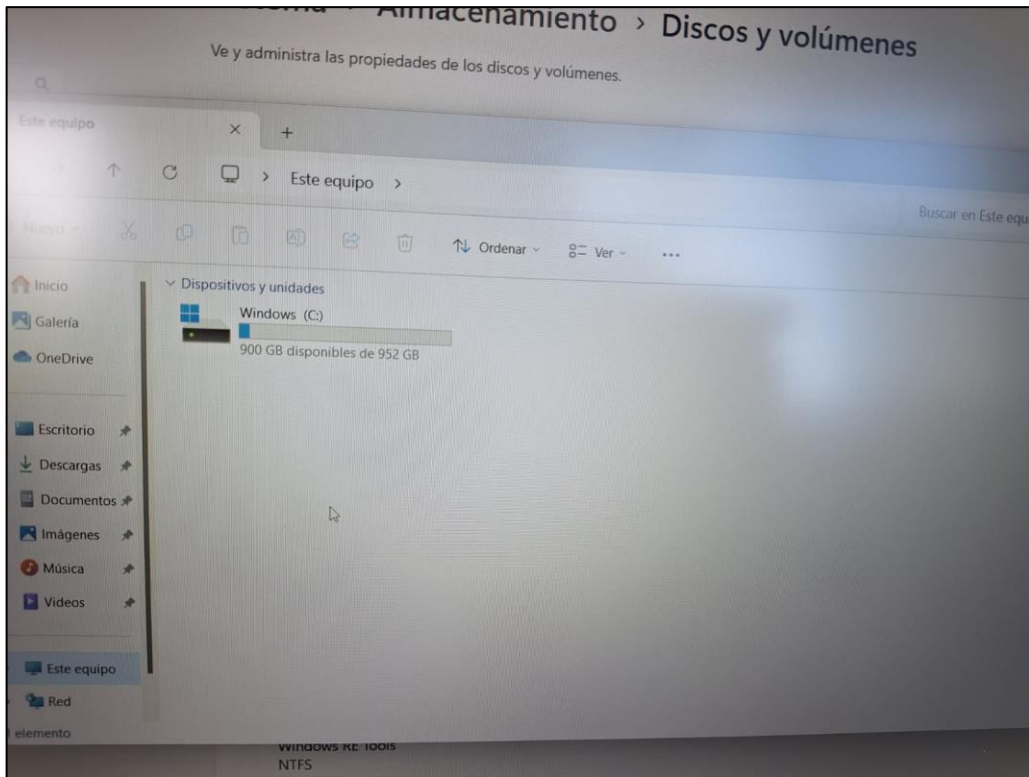 Almacenamiento > Discos y volúmenes
Ve y administra las propiedades de los discos y volúmenes.
Este equipo
Este equipo >
Buscar en Este equ
Nuevo
Ordenar
Ver
Inicio
Galería
OneDrive
Escritorio
Descargas
Documentos
Imágenes
Música
Videos
Este equipo
Red
elemento
Dispositivos y unidades
Windows (C:)
900 GB disponibles de 952 GB
Windows RE Tools
NTFS